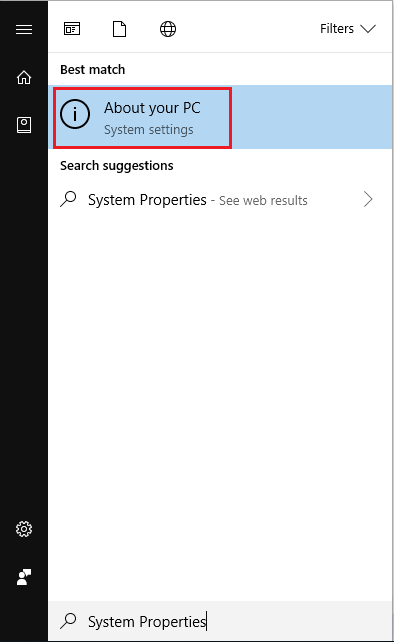 Filters
Best match
About your PC
System settings
Search suggestions
System Properties - See web results
System Properties